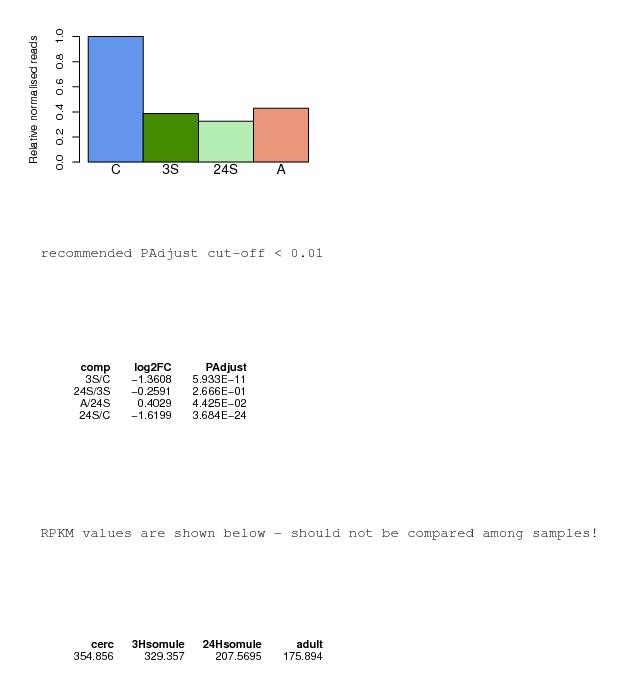 Relative normalised reads
1.0
0.8
0.6
0.4
0.2
0.0
C 3S 24S A
recommended PAdjust cut-off < 0.01
comp log2FC PAdjust
3S/C −1.3608 5.933E−11
24S/3S −0.2591 2.666E−01
A/24S 0.4029 4.425E−02
24S/C −1.6199 3.684E−24
RPKM values are shown below - should not be compared among samples!
cerc 3Hsomule 24Hsomule adult
354.856 329.357 207.5695 175.894